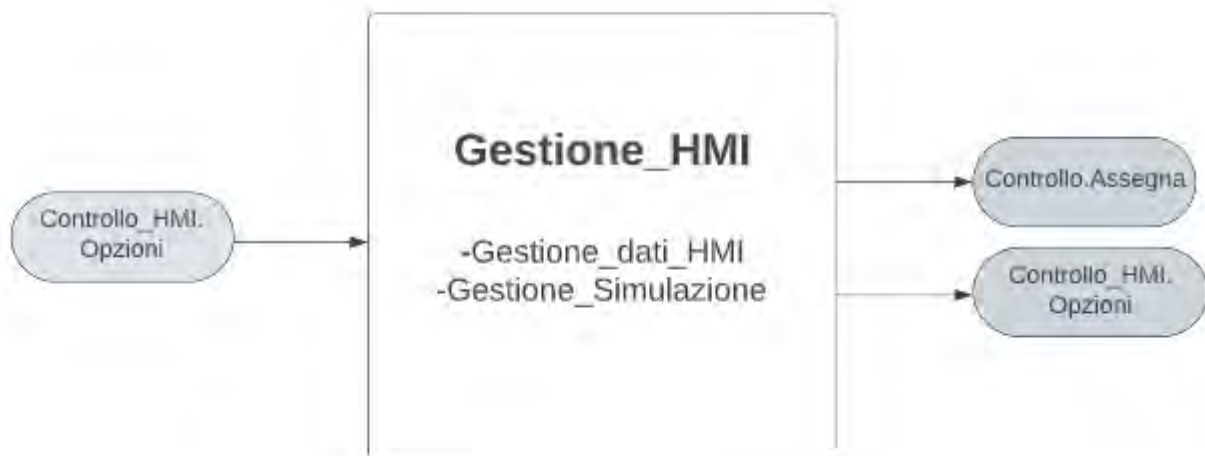 Gestione_HMI
Controllo_HMI.
Opzioni
-Gestione_dati_HMI
-Gestione_Simulazione
Controllo.Assegna
Controllo_HMI.
Opzioni